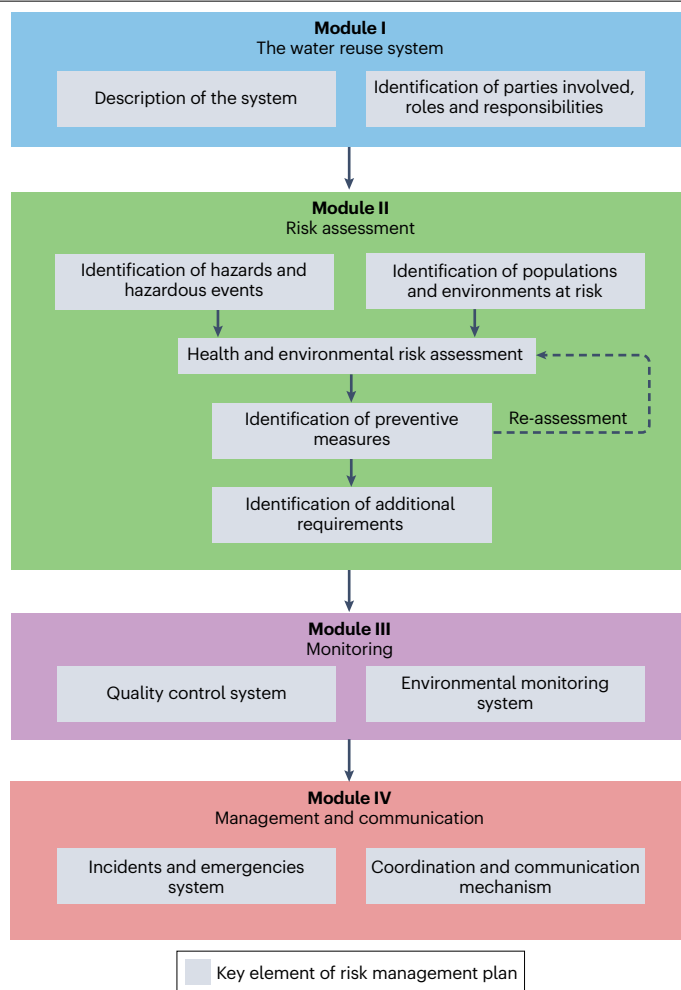 Module I
The water reuse system
Description of the system
Identification of parties involved,
roles and responsibilities
Module II
Risk assessment
Identification of hazards and
hazardous events
Identification of populations
and environments at risk
Health and environmental risk assessment
Identification of preventive
measures
Re-assessment
Identification of additional
requirements
Module III
Monitoring
Quality control system
Environmental monitoring
system
Module IV
Management and communication
Incidents and emergencies
system
Coordination and communication
mechanism
Key element of risk management plan